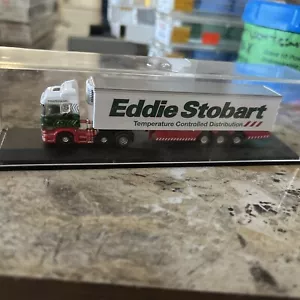 Eddie Stobart
Temperature Controlled Distribution